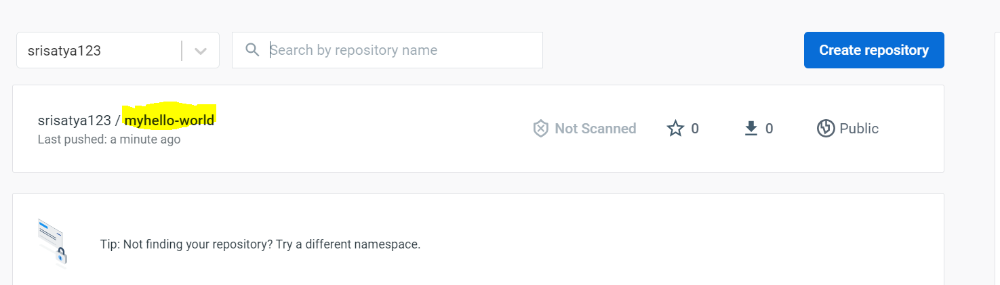 srisatya123
Search by repository name
Create repository
srisatya123 / myhello-world
Last pushed: a minute ago
Not Scanned
0
0
Public
Tip: Not finding your repository? Try a different namespace.